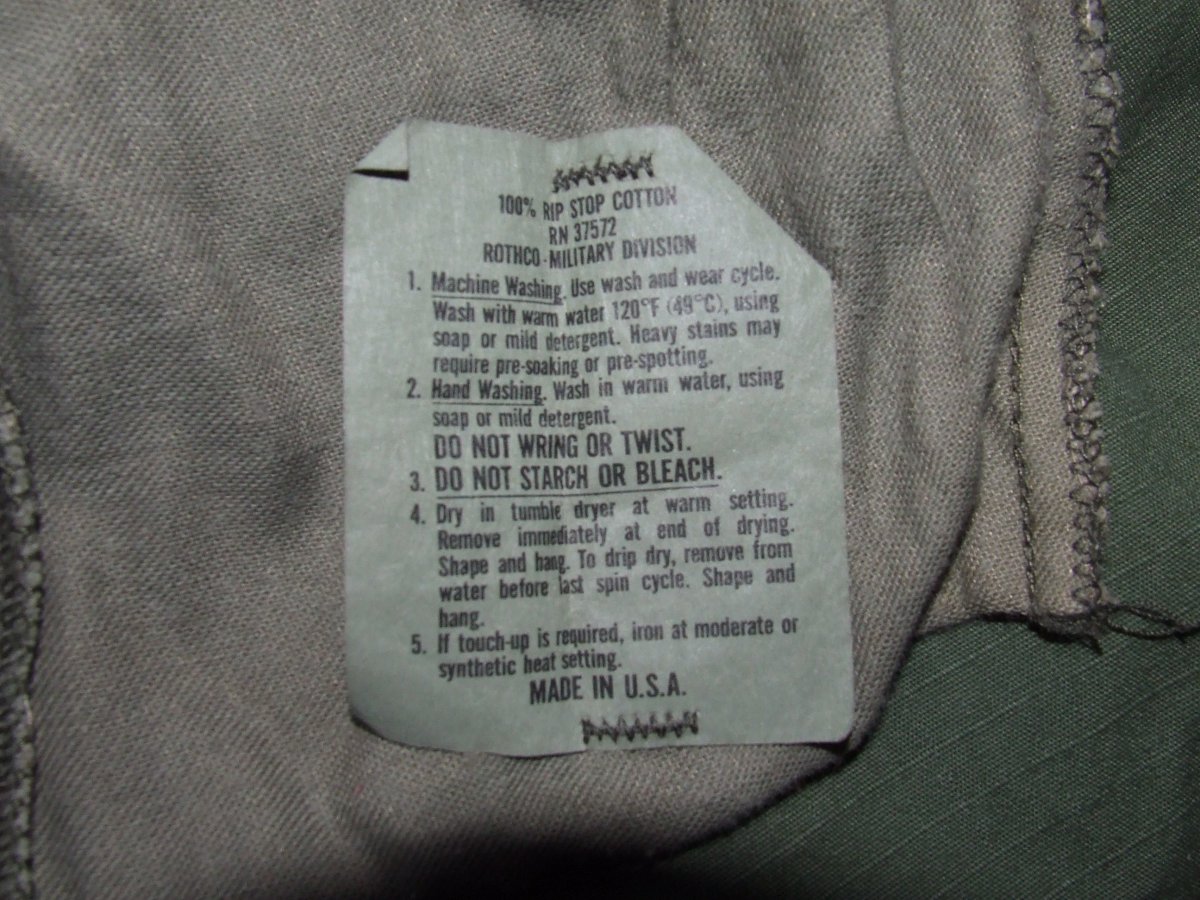 100% RIP STOP COTTON
RN 37572
ROTHCO-MILITARY DIVISION
1. Machine Washing. Use wash and wear cycle.
Wash with warm water 120°F (49°C), using
soap or mild detergent. Heavy stains may
require pre-soaking or pre-spotting.
2. Hand Washing. Wash in warm water, using
soap or mild detergent.
DO NOT WRING OR TWIST.
3. DO NOT STARCH OR BLEACH.
4. Dry in tumble dryer at warm setting.
Remove immediately at end of drying.
Shape and hang. To drip dry, remove from
water before last spin cycle. Shape and
hang.
5. If touch-up is required, iron at moderate or
synthetic heat setting.
MADE IN U.S.A.